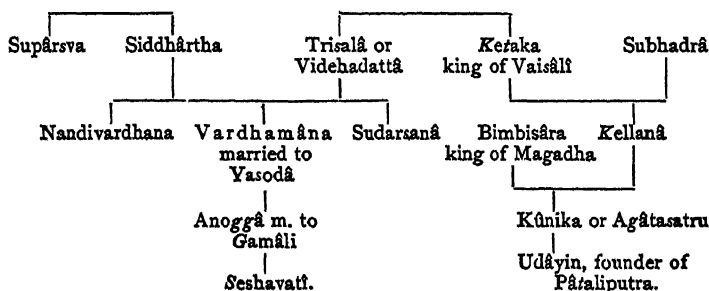 Supârsva Siddhârtha Trisalâ or Ketaka Subhadrâ
Videhadattâ king of Vaisâlî
Nandivardhana Vardhamâna Sudarsanâ Bimbisâra Kellanâ
married to king of Magadha
Yasodâ
Anoggâ m. to Kûnika or Agâtasatru
Gamâli
Seshavatî. Udâyin, founder of
Pâtaliputra.